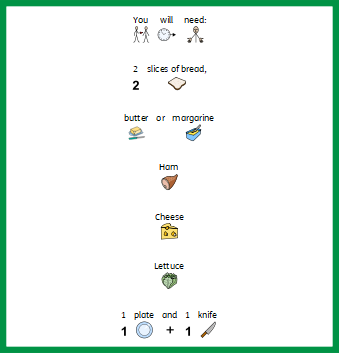 You will need:
2 slices of bread,
2
butter or margarine
Ham
Cheese
Lettuce
1 plate and 1 knife
1 + 1